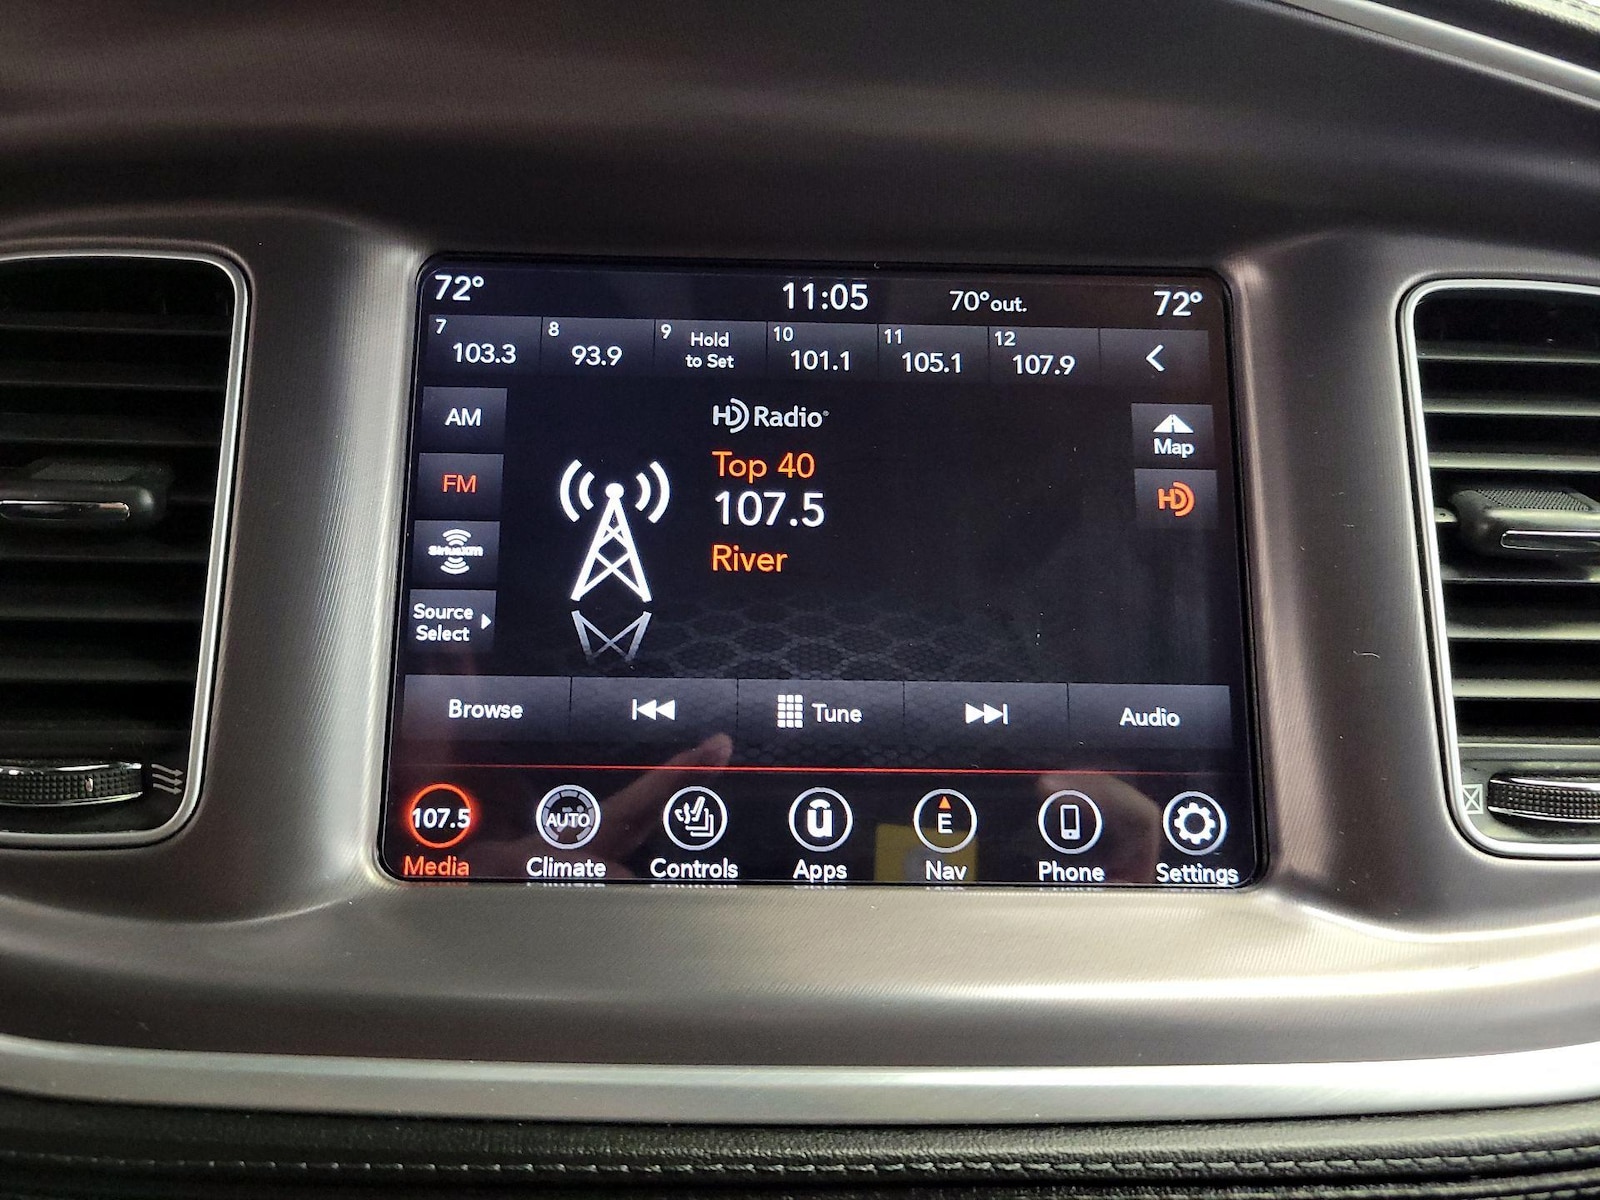 72° 11:05 70° out. 72°
7 8 9 Hold 10 11 12
103.3 93.9 to Set 101.1 105.1 107.9
AM
HD Radio®
Map
Top 40
FM
107.5
HD
SiriusXM
River
Source
Select
Browse Tune Audio
107.5 AUTO u E
Media Climate Controls Apps Nav Phone Settings